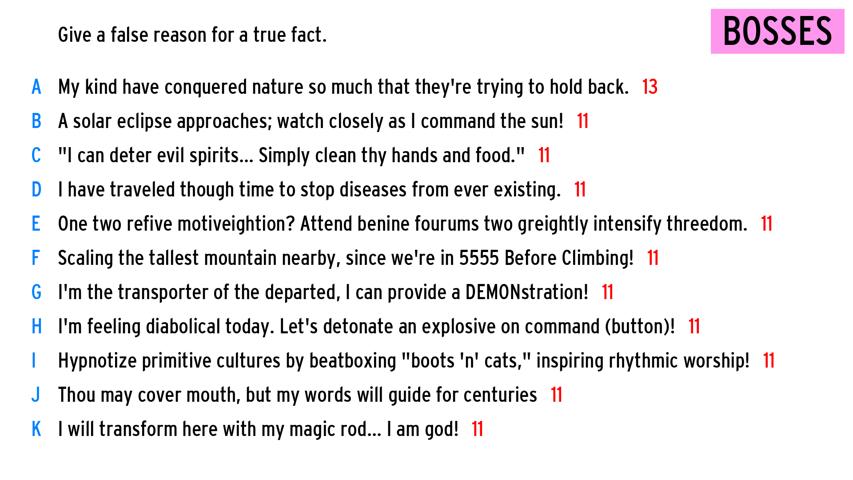 Give a false reason for a true fact.
BOSSES
A My kind have conquered nature so much that they're trying to hold back. 13
B A solar eclipse approaches; watch closely as I command the sun! 11
C "I can deter evil spirits... Simply clean thy hands and food." 11
D I have traveled though time to stop diseases from ever existing. 11
E One two refive motiveightion? Attend benine fourums two greightly intensify threedom. 11
F Scaling the tallest mountain nearby, since we're in 5555 Before Climbing! 11
G I'm the transporter of the departed, I can provide a DEMONstration! 11
H I'm feeling diabolical today. Let's detonate an explosive on command (button)! 11
I Hypnotize primitive cultures by beatboxing "boots 'n' cats," inspiring rhythmic worship! 11
J Thou may cover mouth, but my words will guide for centuries 11
K I will transform here with my magic rod... I am god! 11